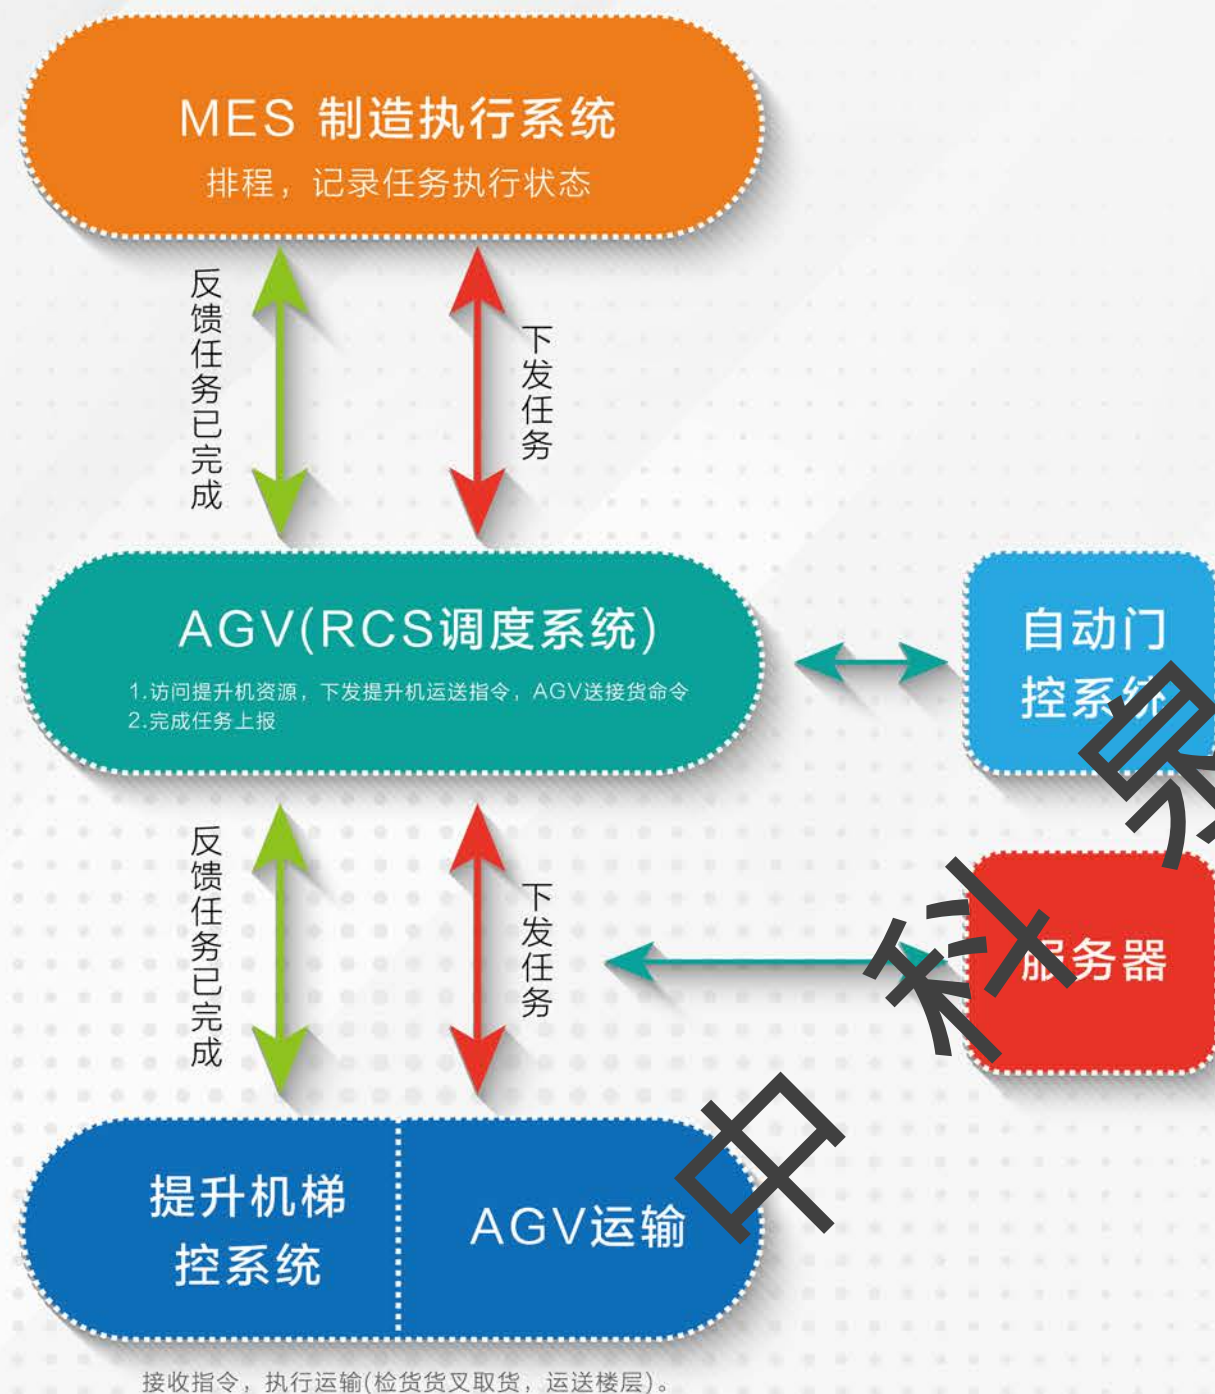 MES 制造执行系统
排程，记录任务执行状态
反馈任务已完成
下发任务
AGV(RCS调度系统)
1.访问提升机资源，下发提升机运送指令，AGV送接货命令
2.完成任务上报
自动门
控系统
反馈任务已完成
下发任务
服务器
提升机梯
控系统
AGV运输
接收指令，执行运输(检货货叉取货，运送楼层)。
中科